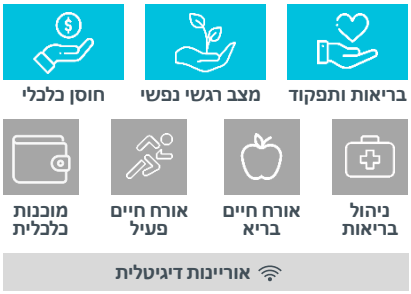 בריאות ותפקוד
מצב רגשי נפשי
חוסן כלכלי
ניהול
בריאות
אורח חיים
בריא
אורח חיים
פעיל
מוכנות
כלכלית
אוריינות דיגיטלית